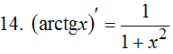 14. (arctgx)′ = 1/(1 + x²)